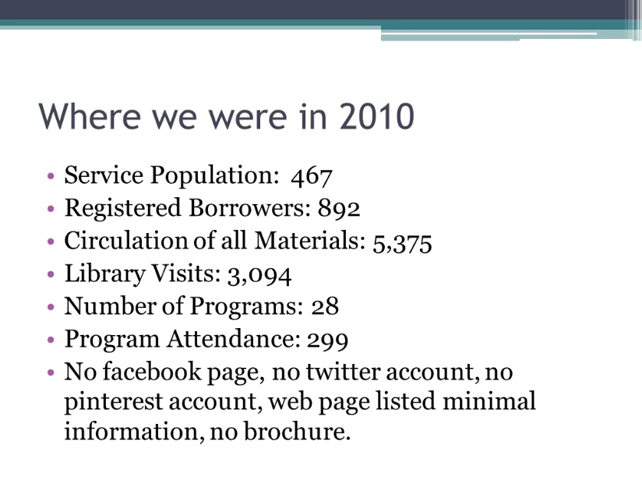 Where we were in 2010
• Service Population:  467
• Registered Borrowers: 892
• Circulation of all Materials: 5,375
• Library Visits: 3,094
• Number of Programs: 28
• Program Attendance: 299
• No facebook page, no twitter account, no
pinterest account, web page listed minimal
information, no brochure.